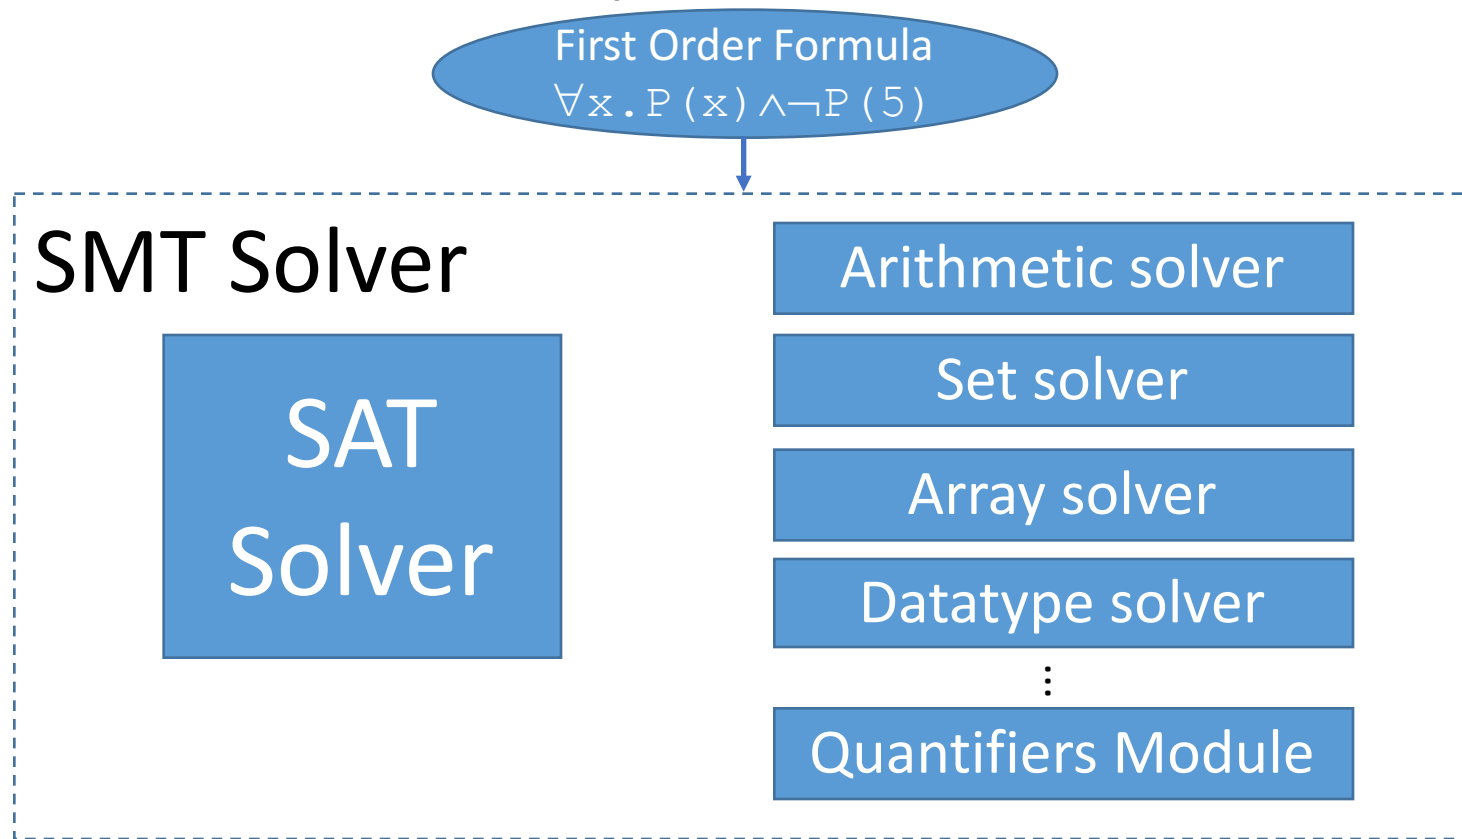 First Order Formula
∀x.P(x)∧¬P(5)
SMT Solver
SAT
Solver
Arithmetic solver
Set solver
Array solver
Datatype solver
⋮
Quantifiers Module